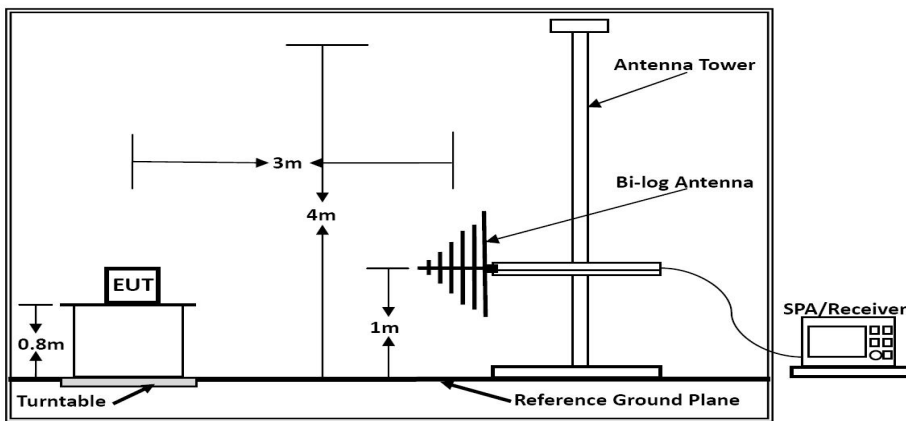 Antenna Tower
3m
Bi-log Antenna
4m
EUT
SPA/Receiver
1m
0.8m
Turntable
Reference Ground Plane